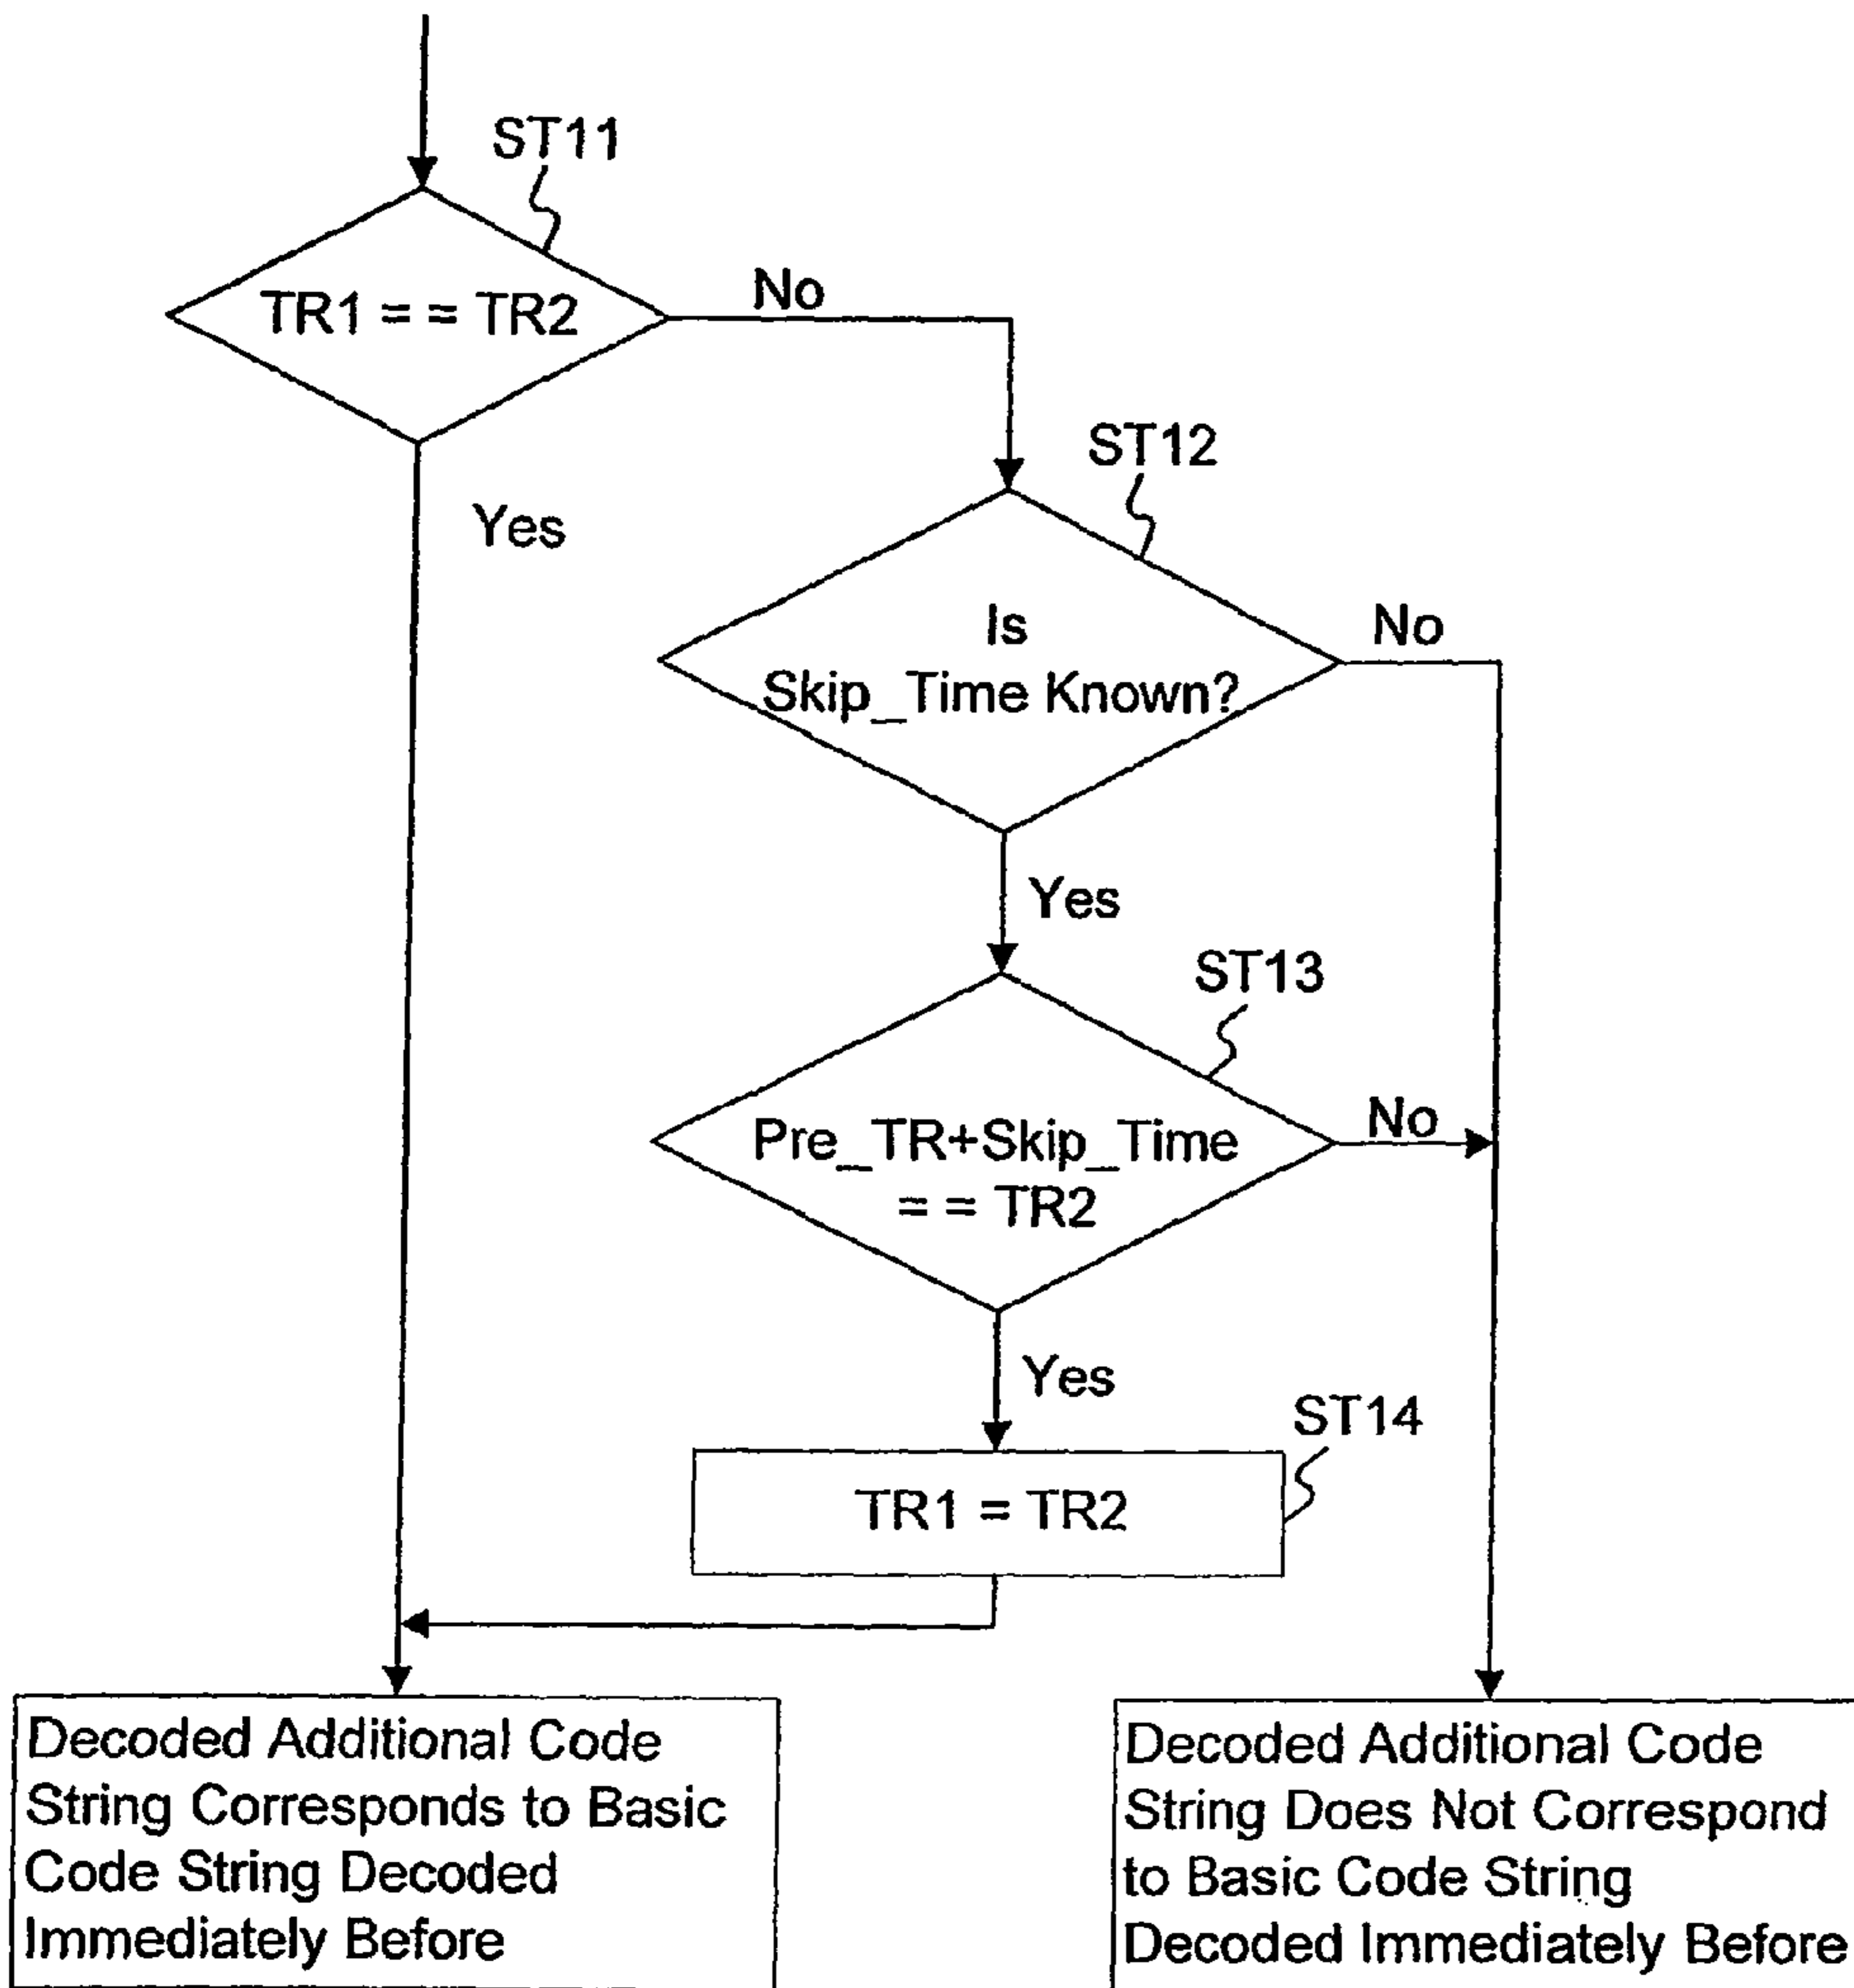 ST11
TR1 = = TR2
No
Yes
ST12
Is
Skip_Time Known?
No
Yes
ST13
Pre_TR+Skip_Time
= = TR2
No
Yes
ST14
TR1 = TR2
Decoded Additional Code
String Corresponds to Basic
Code String Decoded
Immediately Before
Decoded Additional Code
String Does Not Correspond
to Basic Code String
Decoded Immediately Before